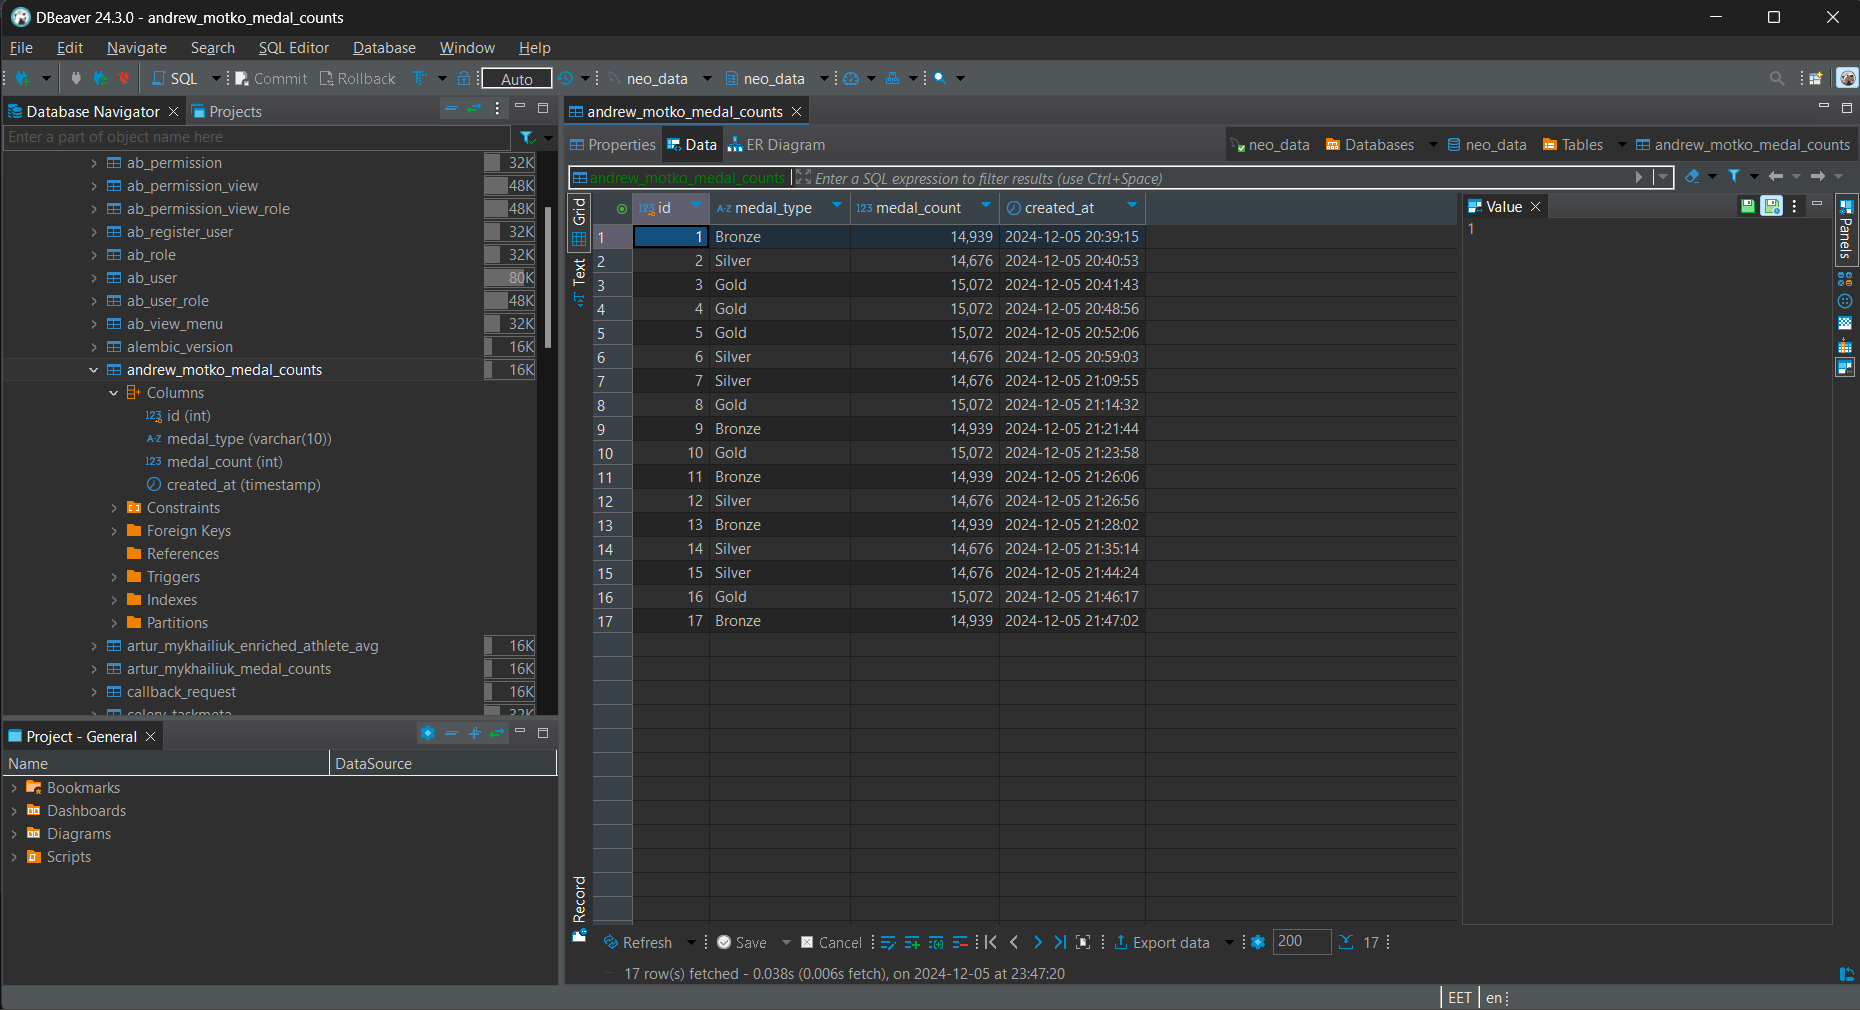 DBeaver 24.3.0 - andrew_motko_medal_counts
File Edit Navigate Search SQL Editor Database Window Help
SQL Commit Rollback Auto neo_data neo_data
Database Navigator Projects
Enter a part of object name here
ab_permission 32K
ab_permission_view 48K
ab_permission_view_role 48K
ab_register_user 32K
ab_role 32K
ab_user 80K
ab_user_role 48K
ab_view_menu 32K
alembic_version 16K
andrew_motko_medal_counts 16K
Columns
id (int)
medal_type (varchar(10))
medal_count (int)
created_at (timestamp)
Constraints
Foreign Keys
References
Triggers
Indexes
Partitions
artur_mykhailiuk_enriched_athlete_avg 16K
artur_mykhailiuk_medal_counts 16K
callback_request 16K
celery_taskmeta 32K
Project - General
Name DataSource
Bookmarks
Dashboards
Diagrams
Scripts
andrew_motko_medal_counts
Properties Data ER Diagram neo_data Databases neo_data Tables andrew_motko_medal_counts
andrew_motko_medal_counts Enter a SQL expression to filter results (use Ctrl+Space)
Grid
Text
Record
123 id A-Z medal_type 123 medal_count created_at
1 1 Bronze 14,939 2024-12-05 20:39:15
2 2 Silver 14,676 2024-12-05 20:40:53
3 3 Gold 15,072 2024-12-05 20:41:43
4 4 Gold 15,072 2024-12-05 20:48:56
5 5 Gold 15,072 2024-12-05 20:52:06
6 6 Silver 14,676 2024-12-05 20:59:03
7 7 Silver 14,676 2024-12-05 21:09:55
8 8 Gold 15,072 2024-12-05 21:14:32
9 9 Bronze 14,939 2024-12-05 21:21:44
10 10 Gold 15,072 2024-12-05 21:23:58
11 11 Bronze 14,939 2024-12-05 21:26:06
12 12 Silver 14,676 2024-12-05 21:26:56
13 13 Bronze 14,939 2024-12-05 21:28:02
14 14 Silver 14,676 2024-12-05 21:35:14
15 15 Silver 14,676 2024-12-05 21:44:24
16 16 Gold 15,072 2024-12-05 21:46:17
17 17 Bronze 14,939 2024-12-05 21:47:02
Value
1
Panels
Refresh Save Cancel Export data 200 17
17 row(s) fetched - 0.038s (0.006s fetch), on 2024-12-05 at 23:47:20
EET en